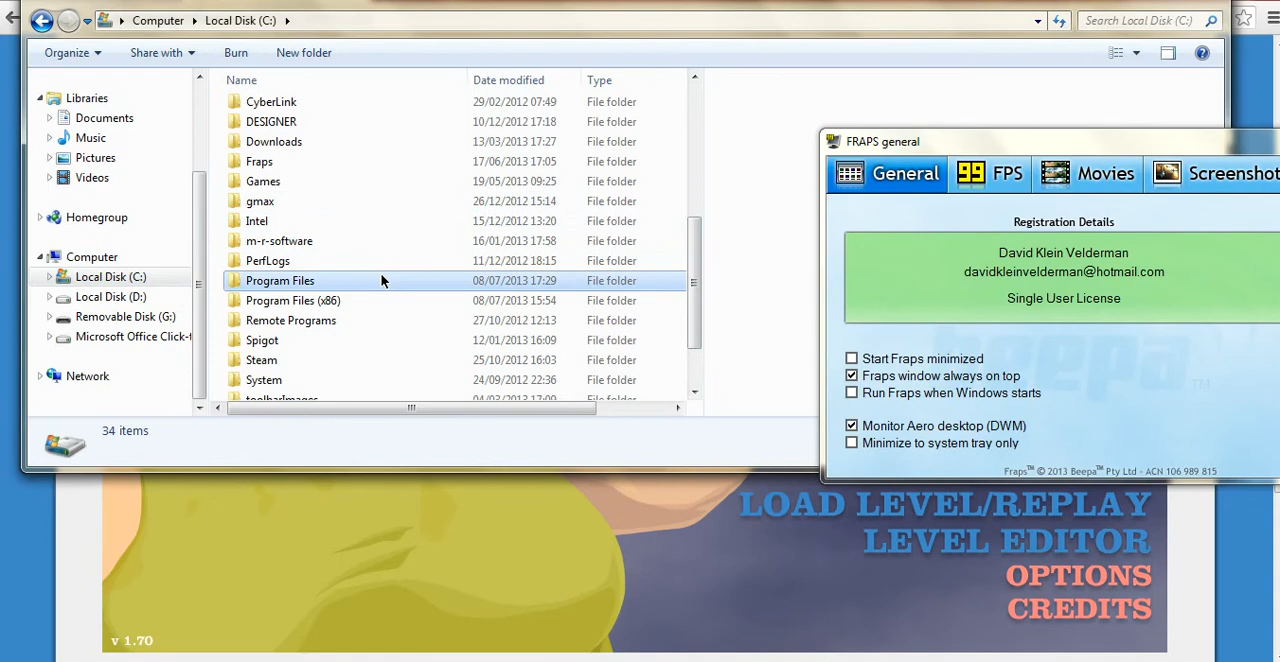 Computer Local Disk (C:)
Search Local Disk (C:)
Organize Share with Burn New folder
Name Date modified Type
Libraries
Documents
Music
Pictures
Videos
Homegroup
Computer
Local Disk (C:)
Local Disk (D:)
Removable Disk (G:)
Microsoft Office Click-t
Network
CyberLink 29/02/2012 07:49 File folder
DESIGNER 10/12/2012 17:18 File folder
Downloads 13/03/2013 17:27 File folder
Fraps 17/06/2013 17:05 File folder
Games 19/05/2013 09:25 File folder
gmax 26/12/2012 15:14 File folder
Intel 15/12/2012 13:20 File folder
m-r-software 16/01/2013 17:58 File folder
PerfLogs 11/12/2012 18:15 File folder
Program Files 08/07/2013 17:29 File folder
Program Files (x86) 08/07/2013 15:54 File folder
Remote Programs 27/10/2012 12:13 File folder
Spigot 12/01/2013 16:09 File folder
Steam 25/10/2012 16:03 File folder
System 24/09/2012 22:36 File folder
toolbarImages 04/03/2013 17:09 File folder
34 items
FRAPS general
General 99 FPS Movies Screenshot
Registration Details
David Klein Velderman
davidkleinvelderman@hotmail.com
Single User License
beepa™
Start Fraps minimized
Fraps window always on top
Run Fraps when Windows starts
Monitor Aero desktop (DWM)
Minimize to system tray only
Fraps™ © 2013 Beepa™ Pty Ltd - ACN 106 989 815
LOAD LEVEL/REPLAY
LEVEL EDITOR
OPTIONS
CREDITS
v 1.70